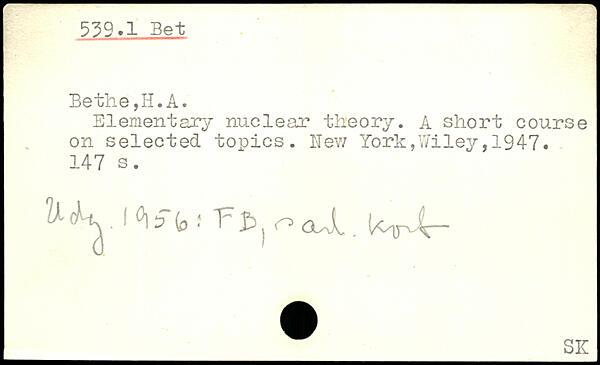 539.1 Bet
Bethe,H.A.
Elementary nuclear theory. A short course
on selected topics. New York,Wiley,1947.
147 s.
Udg. 1956: FB, sarl. kort
SK